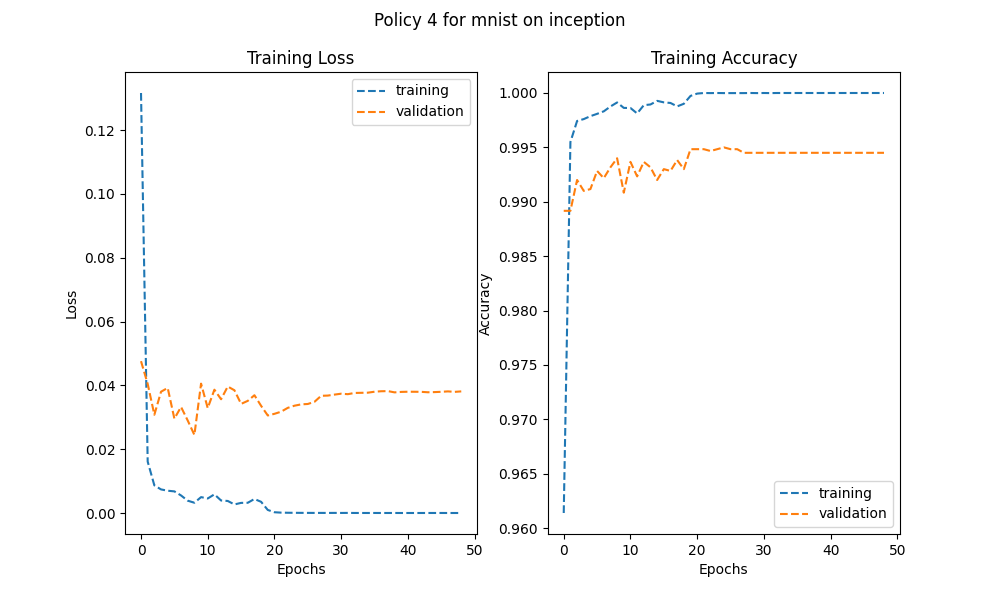 Policy 4 for mnist on inception
Training Loss
training
validation
0.12
0.10
0.08
0.06
0.04
0.02
0.00
Loss
0 10 20 30 40 50
Epochs
Training Accuracy
1.000
0.995
0.990
0.985
0.980
0.975
0.970
0.965
0.960
Accuracy
training
validation
0 10 20 30 40 50
Epochs